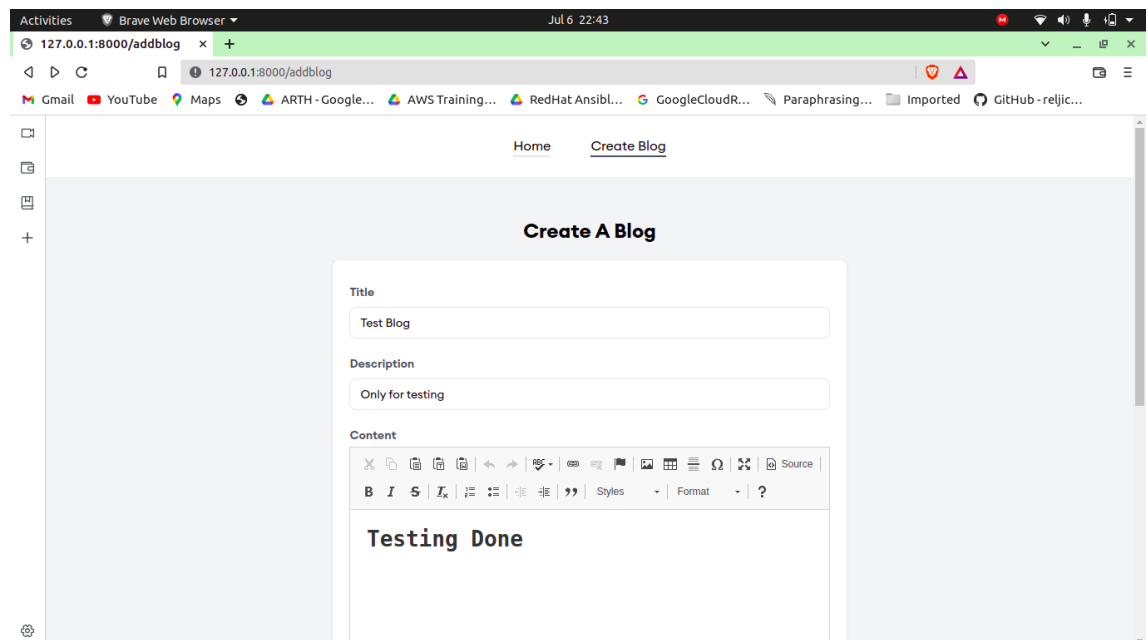 Activities Brave Web Browser Jul 6 22:43
127.0.0.1:8000/addblog
127.0.0.1:8000/addblog
Gmail YouTube Maps ARTH - Google... AWS Training... RedHat Ansibl... GoogleCloudR... Paraphrasing... Imported GitHub - reljic...
Home Create Blog
Create A Blog
Title
Test Blog
Description
Only for testing
Content
ABC Ω Source
B I S Ix Styles Format ?
Testing Done